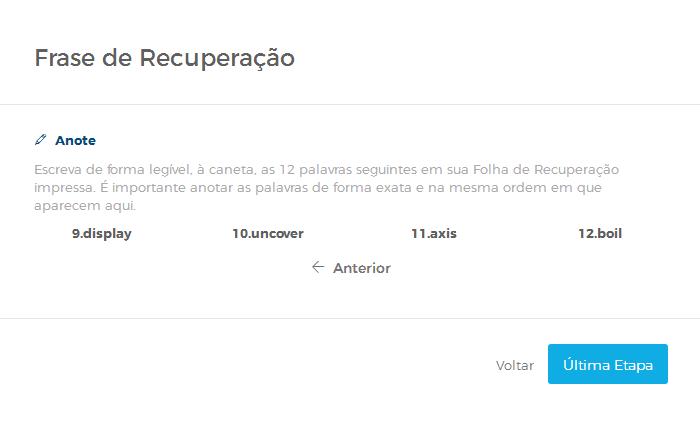 Frase de Recuperação
Anote
Escreva de forma legível, à caneta, as 12 palavras seguintes em sua Folha de Recuperação
impressa. É importante anotar as palavras de forma exata e na mesma ordem em que
aparecem aqui.
9.display 10.uncover 11.axis 12.boil
Anterior
Voltar Última Etapa